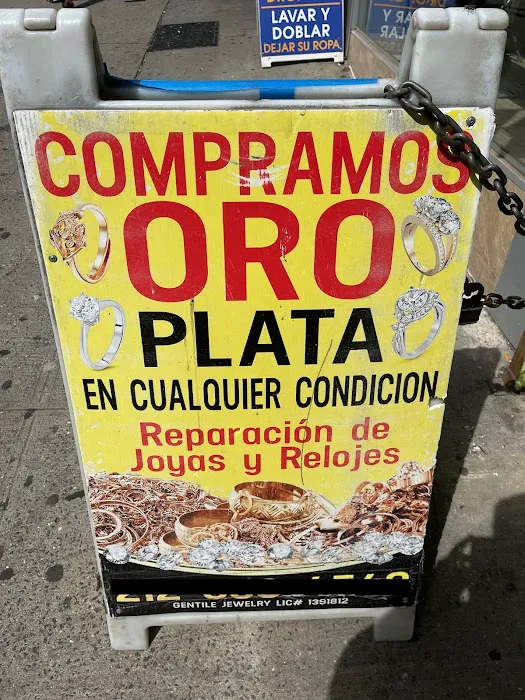 LAVAR Y
DOBLAR
DEJAR SU ROPA
COMPRAMOS
ORO
PLATA
EN CUALQUIER CONDICION
Reparación de
Joyas y Relojes
GENTILE JEWELRY LIC# 1391812